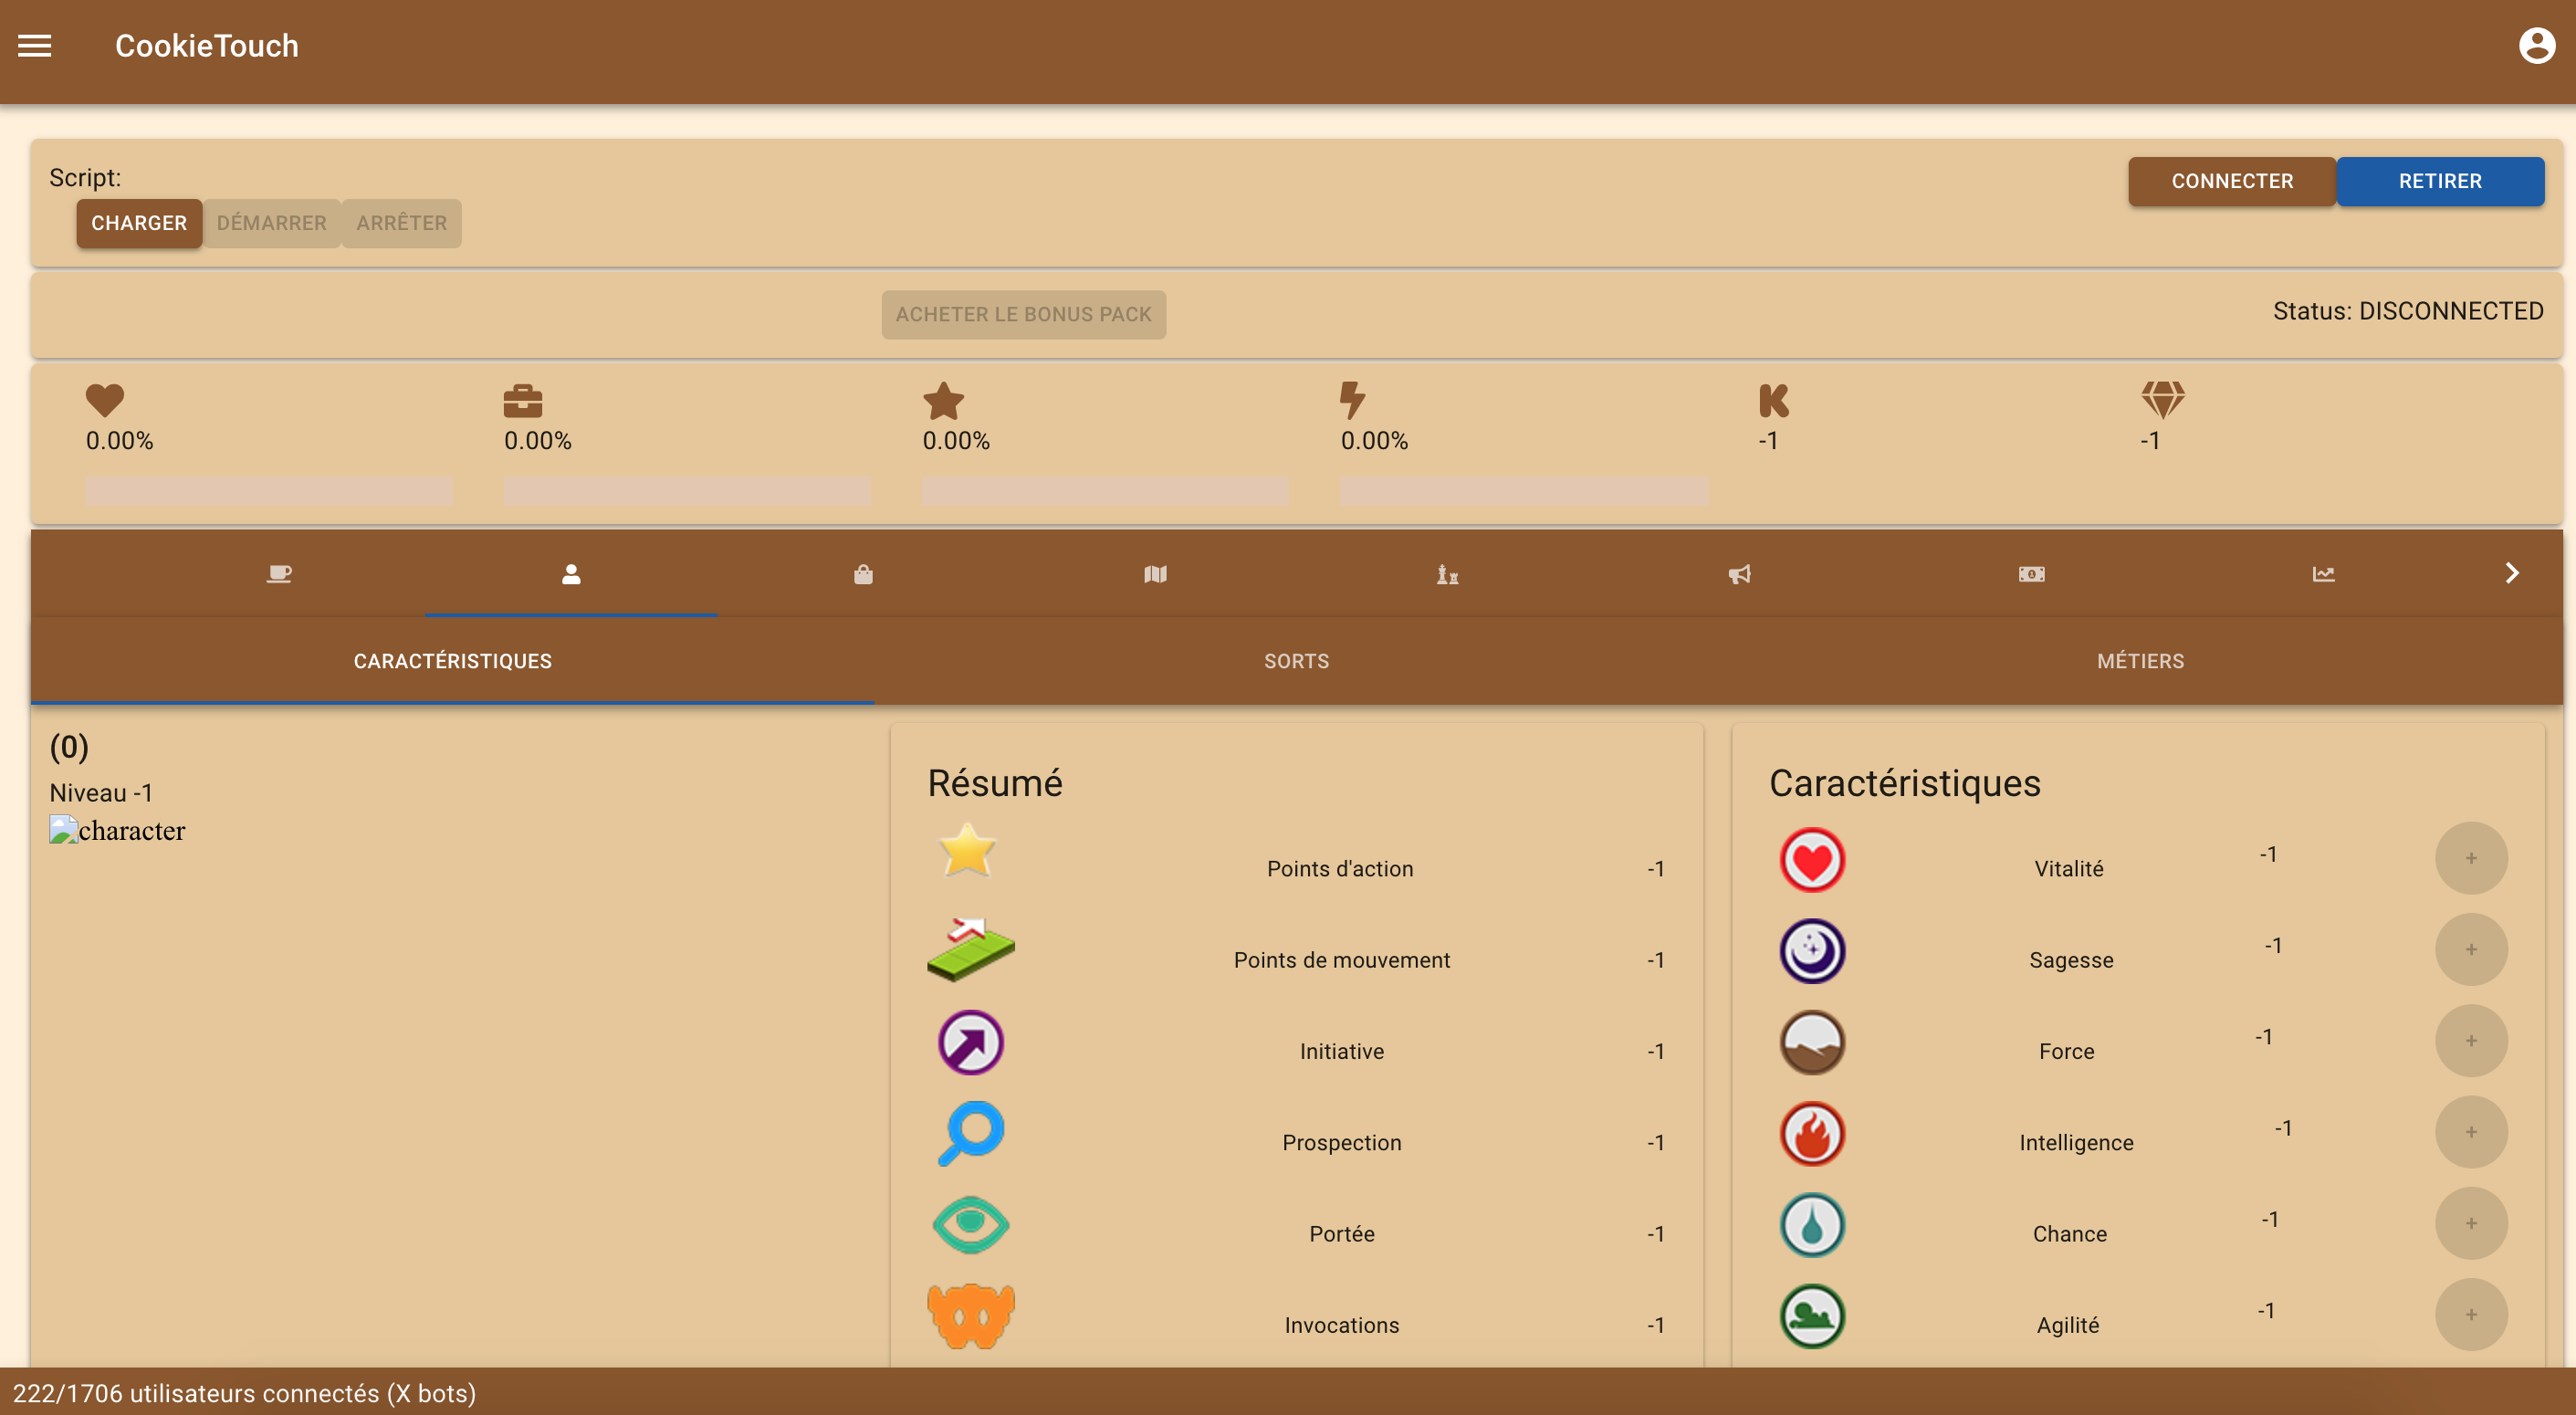 CookieTouch
Script:
CONNECTER RETIRER
CHARGER DÉMARRER ARRÊTER
ACHETER LE BONUS PACK
Status: DISCONNECTED
0.00% 0.00% 0.00% 0.00% -1 -1
CARACTÉRISTIQUES SORTS MÉTIERS
(0)
Niveau -1
character
Résumé
Points d'action -1
Points de mouvement -1
Initiative -1
Prospection -1
Portée -1
Invocations -1
Caractéristiques
Vitalité -1 +
Sagesse -1 +
Force -1 +
Intelligence -1 +
Chance -1 +
Agilité -1 +
222/1706 utilisateurs connectés (X bots)